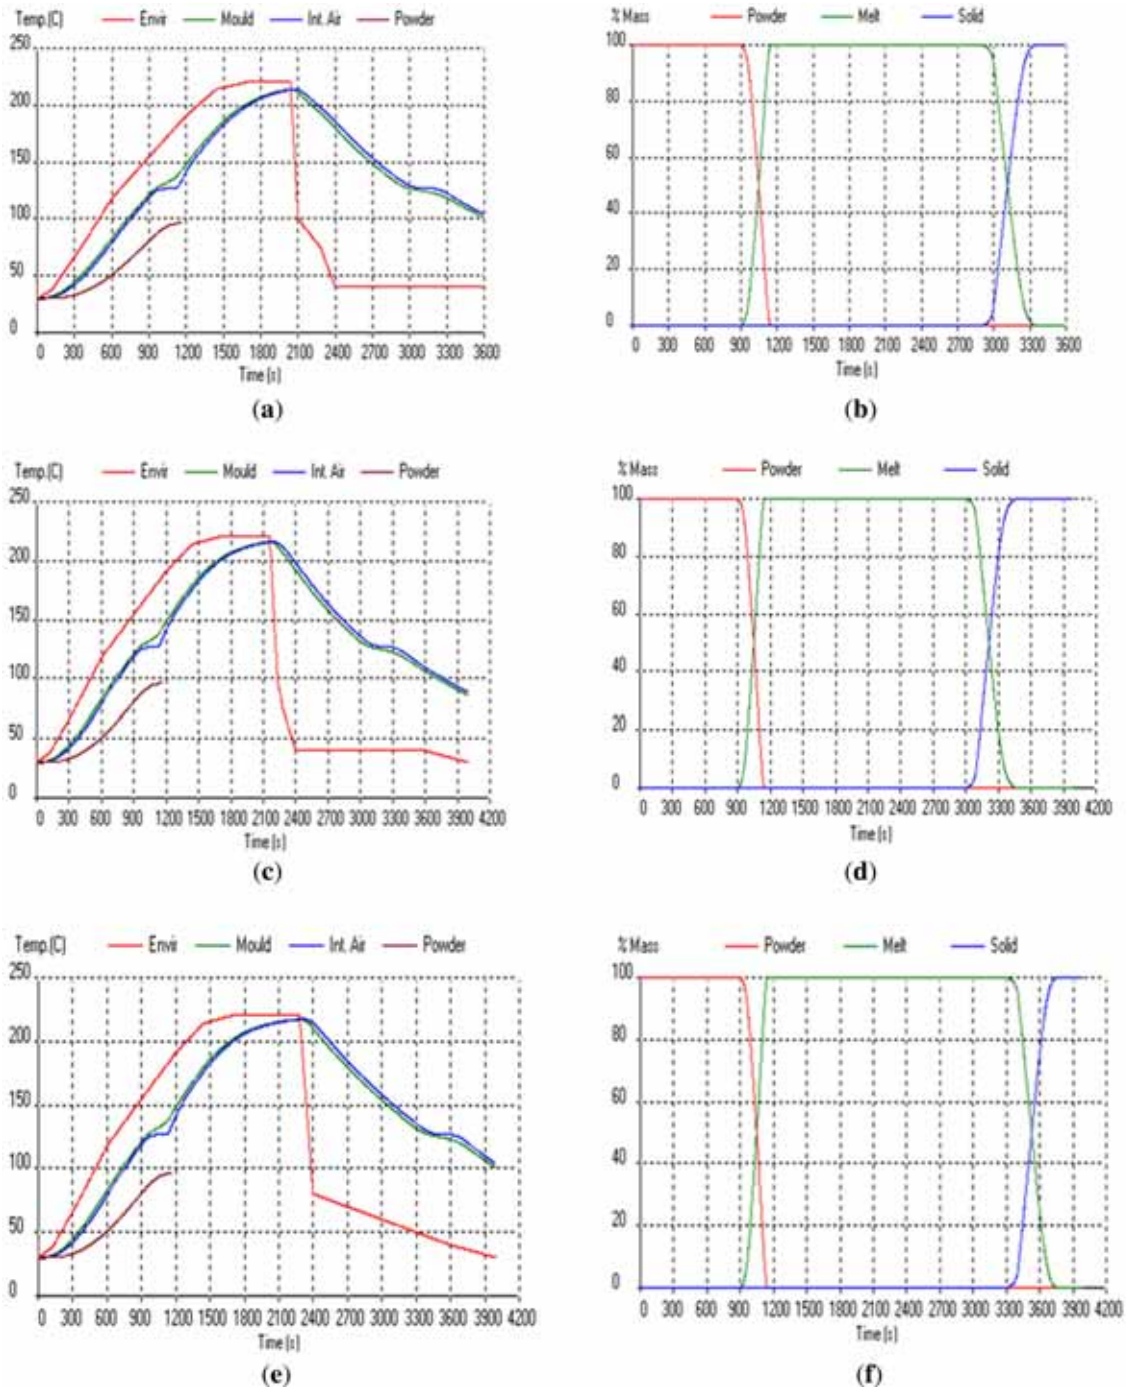 Temp.(C) Envir Mould Int. Air Powder
250
200
150
100
50
0
0 300 600 900 1200 1500 1800 2100 2400 2700 3000 3300 3600
Time (s)
(a)
% Mass Powder Melt Solid
100
80
60
40
20
0
0 300 600 900 1200 1500 1800 2100 2400 2700 3000 3300 3600
Time (s)
(b)
Temp.(C) Envir Mould Int. Air Powder
250
200
150
100
50
0
0 300 600 900 1200 1500 1800 2100 2400 2700 3000 3300 3600 3900 4200
Time (s)
(c)
% Mass Powder Melt Solid
100
80
60
40
20
0
0 300 600 900 1200 1500 1800 2100 2400 2700 3000 3300 3600 3900 4200
Time (s)
(d)
Temp.(C) Envir Mould Int. Air Powder
250
200
150
100
50
0
0 300 600 900 1200 1500 1800 2100 2400 2700 3000 3300 3600 3900 4200
Time (s)
(e)
% Mass Powder Melt Solid
100
80
60
40
20
0
0 300 600 900 1200 1500 1800 2100 2400 2700 3000 3300 3600 3900 4200
Time (s)
(f)